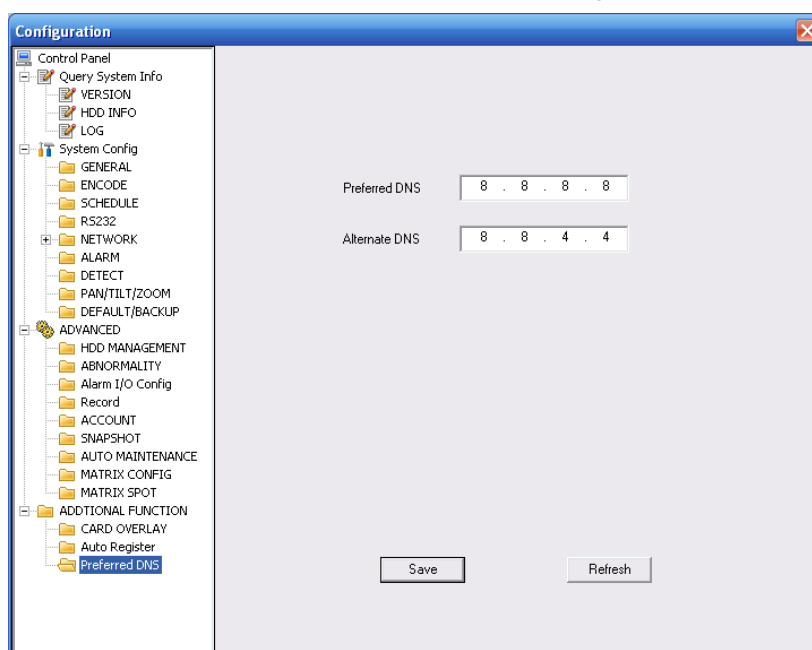 Configuration
Control Panel
Query System Info
VERSION
HDD INFO
LOG
System Config
GENERAL
ENCODE
SCHEDULE
RS232
NETWORK
ALARM
DETECT
PAN/TILT/ZOOM
DEFAULT/BACKUP
ADVANCED
HDD MANAGEMENT
ABNORMALITY
Alarm I/O Config
Record
ACCOUNT
SNAPSHOT
AUTO MAINTENANCE
MATRIX CONFIG
MATRIX SPOT
ADDTIONAL FUNCTION
CARD OVERLAY
Auto Register
Preferred DNS
Preferred DNS 8 . 8 . 8 . 8
Alternate DNS 8 . 8 . 4 . 4
Save Refresh